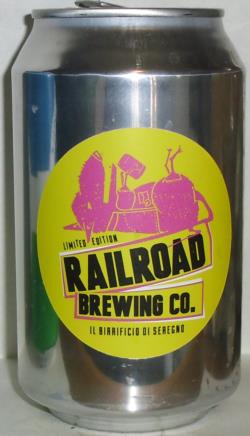 LIMITED EDITION
RAILROAD
BREWING CO.
IL BIRRIFICIO DI SEREGNO